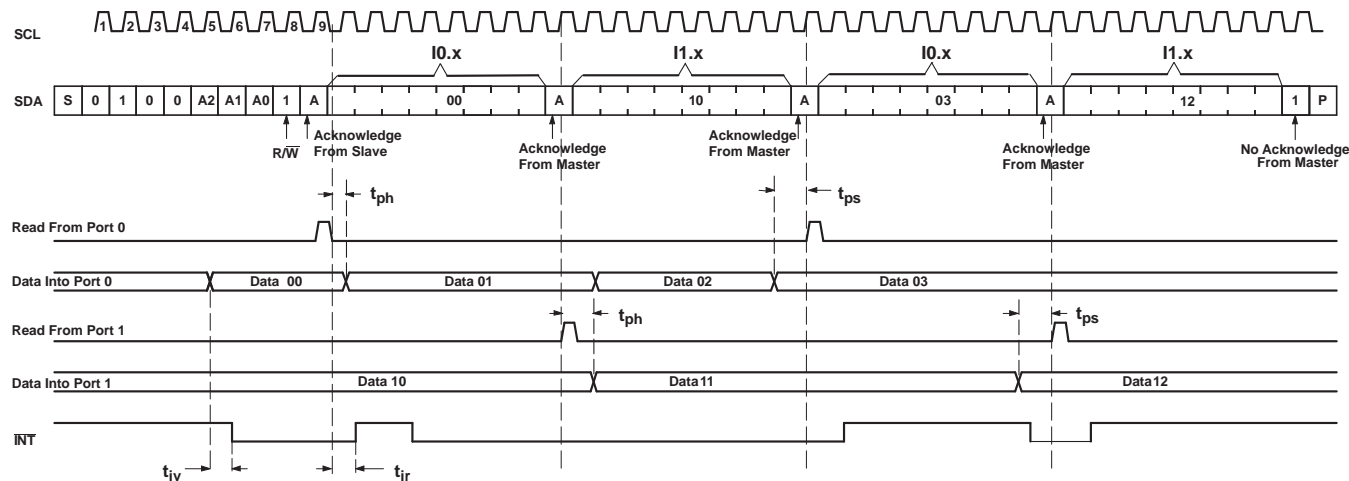 SCL
1 2 3 4 5 6 7 8 9
I0.x I1.x I0.x I1.x
SDA S 0 1 0 0 A2 A1 A0 1 A 00 A 10 A 03 A 12 1 P
R/W
Acknowledge
From Slave
Acknowledge
From Master
Acknowledge
From Master
Acknowledge
From Master
No Acknowledge
From Master
tph tps
Read From Port 0
Data Into Port 0 Data 00 Data 01 Data 02 Data 03
tph tps
Read From Port 1
Data Into Port 1 Data 10 Data11 Data12
INT
tiv tir